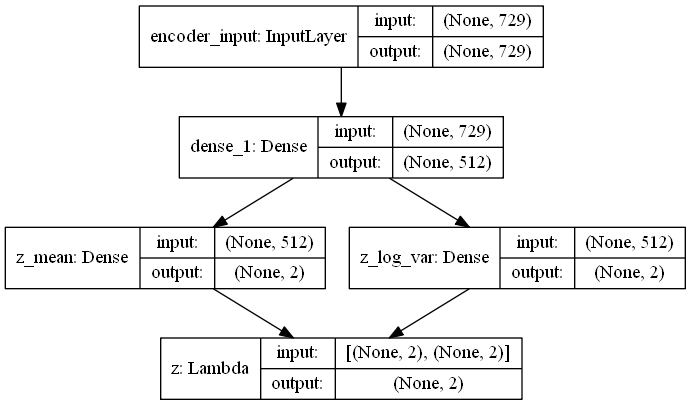 encoder_input: InputLayer
input: (None, 729)
output: (None, 729)
dense_1: Dense
input: (None, 729)
output: (None, 512)
z_mean: Dense
input: (None, 512)
output: (None, 2)
z_log_var: Dense
input: (None, 512)
output: (None, 2)
z: Lambda
input: [(None, 2), (None, 2)]
output: (None, 2)